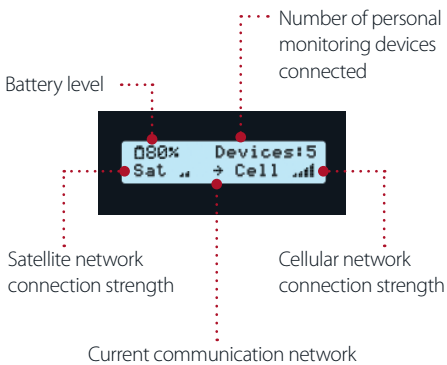 Number of personal
monitoring devices
connected
Battery level
80% Devices:5
Sat → Cell
Satellite network
connection strength
Cellular network
connection strength
Current communication network